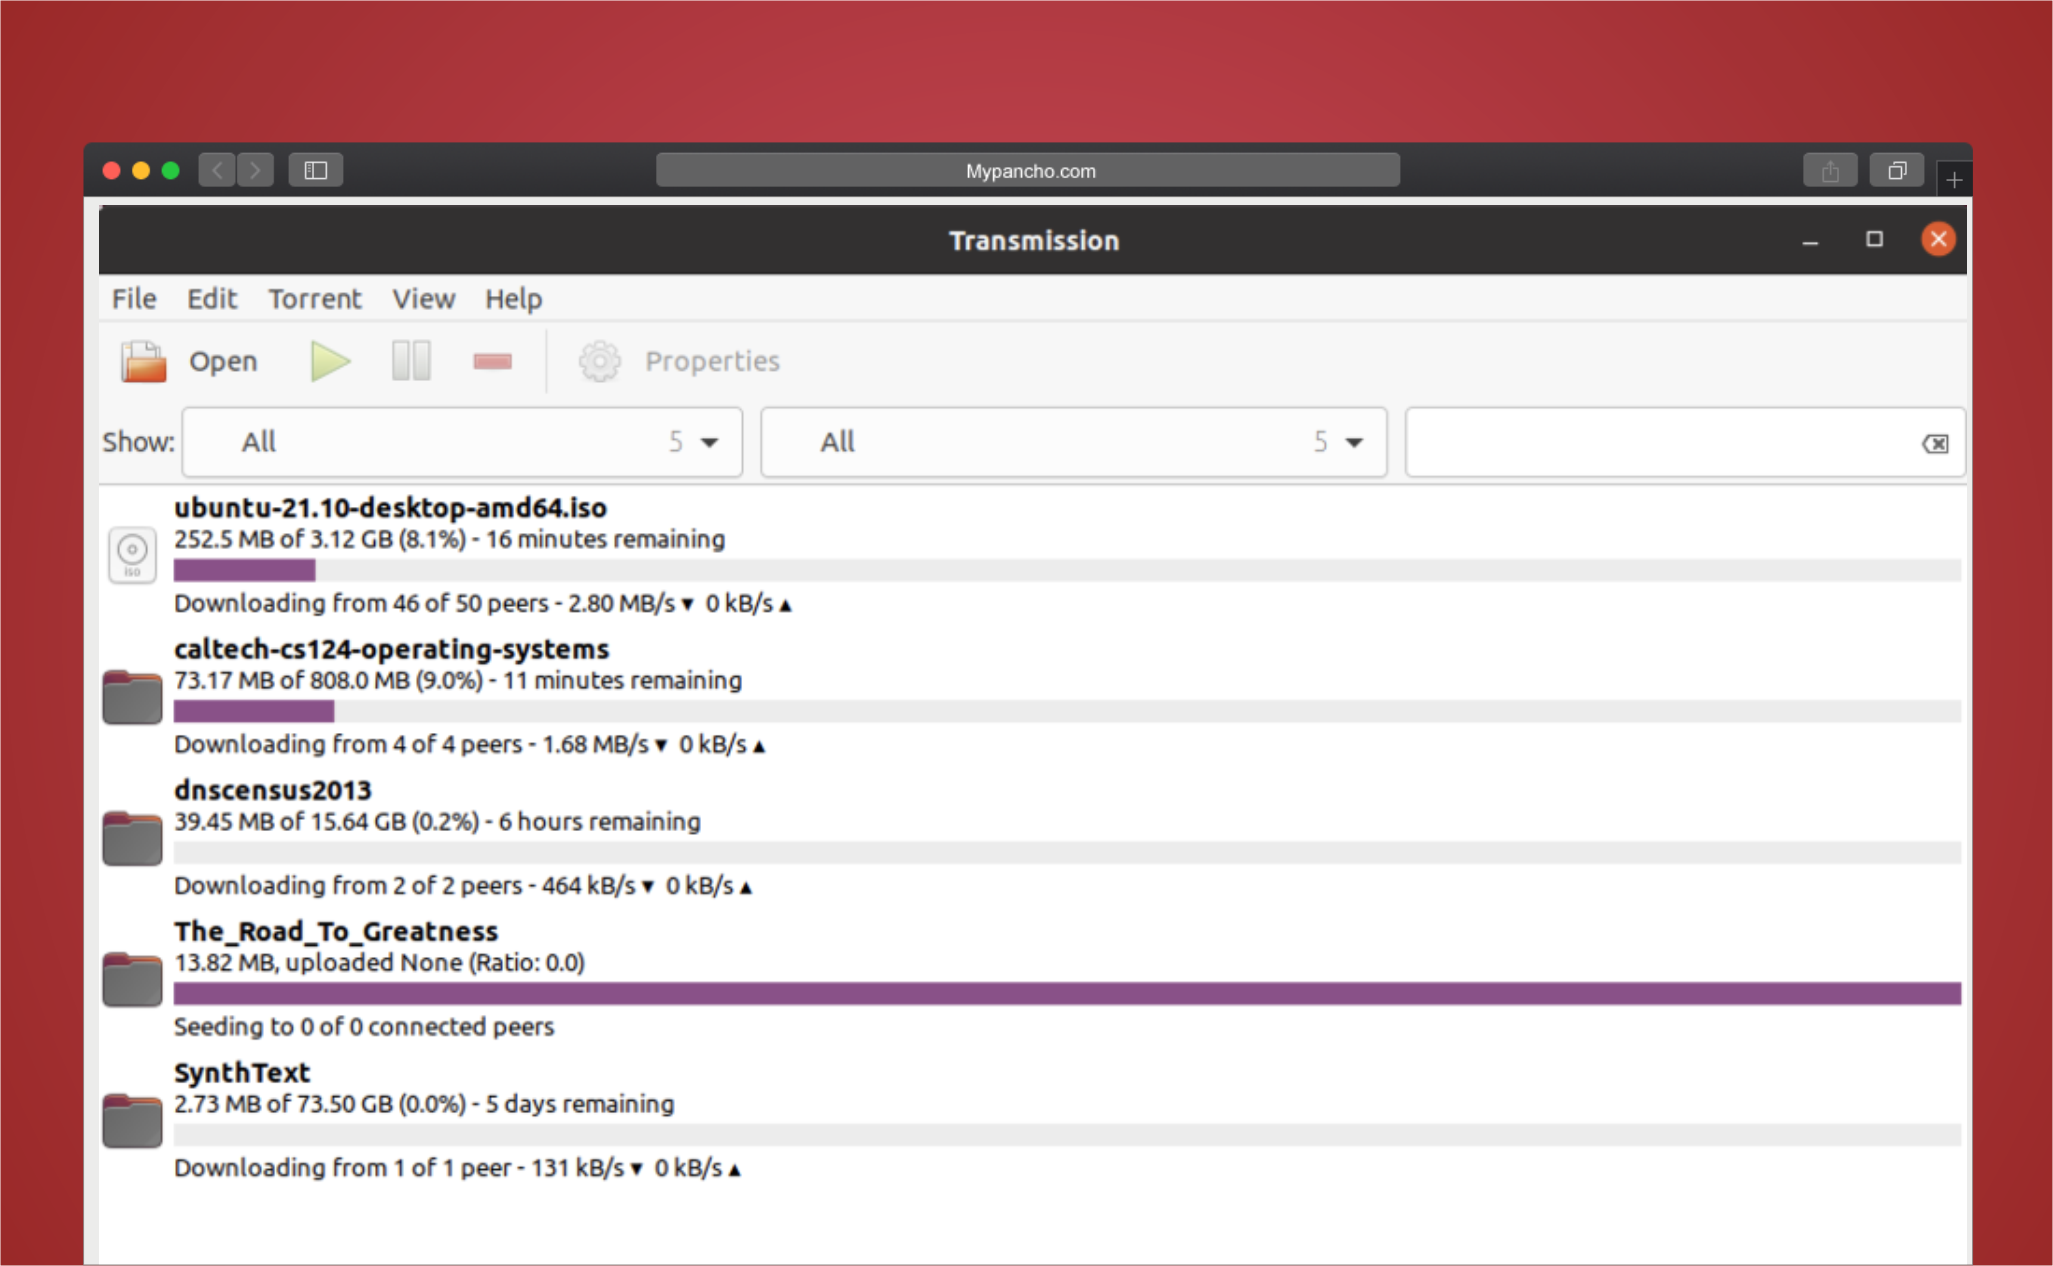 Mypancho.com
Transmission
File Edit Torrent View Help
Open Properties
Show: All 5 All 5
ubuntu-21.10-desktop-amd64.iso
252.5 MB of 3.12 GB (8.1%) - 16 minutes remaining
iso
Downloading from 46 of 50 peers - 2.80 MB/s ▾ 0 kB/s ▴
caltech-cs124-operating-systems
73.17 MB of 808.0 MB (9.0%) - 11 minutes remaining
Downloading from 4 of 4 peers - 1.68 MB/s ▾ 0 kB/s ▴
dnscensus2013
39.45 MB of 15.64 GB (0.2%) - 6 hours remaining
Downloading from 2 of 2 peers - 464 kB/s ▾ 0 kB/s ▴
The_Road_To_Greatness
13.82 MB, uploaded None (Ratio: 0.0)
Seeding to 0 of 0 connected peers
SynthText
2.73 MB of 73.50 GB (0.0%) - 5 days remaining
Downloading from 1 of 1 peer - 131 kB/s ▾ 0 kB/s ▴